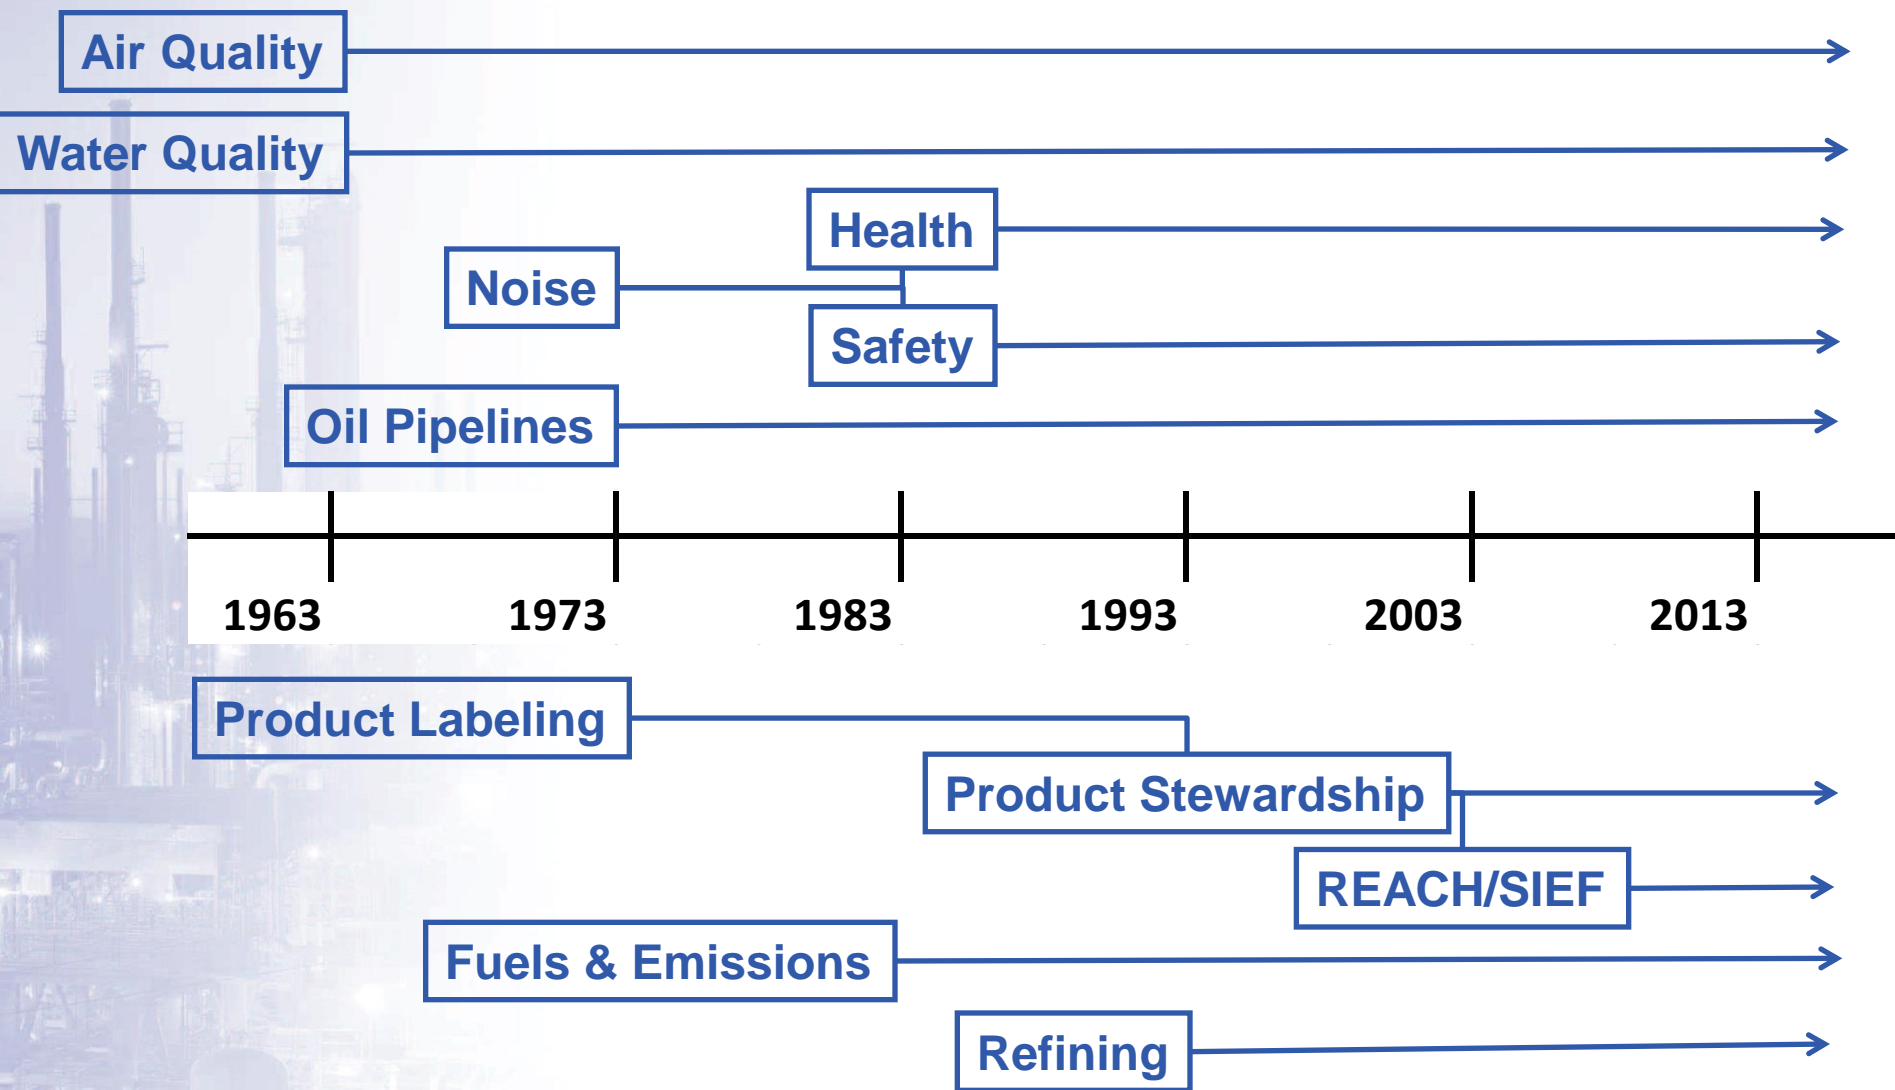 Air Quality
Water Quality
Health
Noise
Safety
Oil Pipelines
1963 1973 1983 1993 2003 2013
Product Labeling
Product Stewardship
REACH/SIEF
Fuels & Emissions
Refining